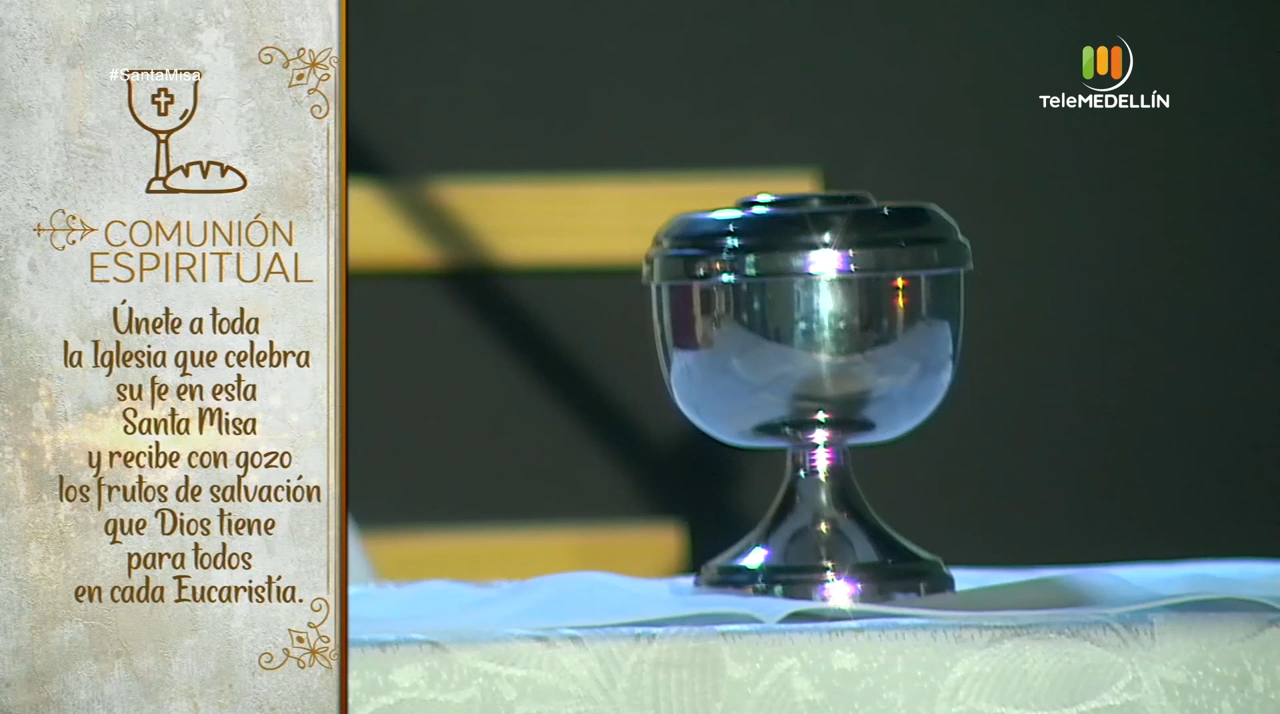 #SantaMisa
COMUNIÓN
ESPIRITUAL
Únete a toda
la Iglesia que celebra
su fe en esta
Santa Misa
y recibe con gozo
los frutos de salvación
que Dios tiene
para todos
en cada Eucaristía.
TeleMEDELLÍN